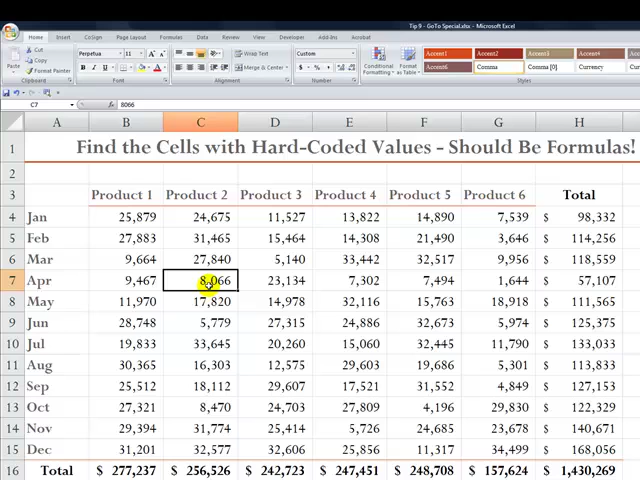 Tip 9 - GoTo Special.xlsx - Microsoft Excel
Home Insert Page Layout Formulas Data Review View Developer Add-Ins Acrobat
Cut
Copy
Format Painter
Paste
Clipboard
Perpetua 11
B I U
Font
Wrap Text
Merge & Center
Alignment
Custom
$ % ,
Number
Conditional Formatting
Format as Table
Accent1 Accent2 Accent3 Accent4
Accent6 Comma Comma [0] Currency
Styles
C7 fx 8066
A B C D E F G H
1 Find the Cells with Hard-Coded Values - Should Be Formulas!
2
3 Product 1 Product 2 Product 3 Product 4 Product 5 Product 6 Total
4 Jan 25,879 24,675 11,527 13,822 14,890 7,539 $ 98,332
5 Feb 27,883 31,465 15,464 14,308 21,490 3,646 $ 114,256
6 Mar 9,664 27,840 5,140 33,442 32,517 9,956 $ 118,559
7 Apr 9,467 8,066 23,134 7,302 7,494 1,644 $ 57,107
8 May 11,970 17,820 14,978 32,116 15,763 18,918 $ 111,565
9 Jun 28,748 5,779 27,315 24,886 32,673 5,974 $ 125,375
10 Jul 19,833 33,645 20,260 15,060 32,445 11,790 $ 133,033
11 Aug 30,365 16,303 12,575 29,603 19,686 5,301 $ 113,833
12 Sep 25,512 18,112 29,607 17,521 31,552 4,849 $ 127,153
13 Oct 27,321 8,470 24,703 27,809 4,196 29,830 $ 122,329
14 Nov 29,394 31,774 25,414 5,726 24,685 23,678 $ 140,671
15 Dec 31,201 32,577 32,606 25,856 11,317 34,499 $ 168,056
16 Total $ 277,237 $ 256,526 $ 242,723 $ 247,451 $ 248,708 $ 157,624 $ 1,430,269